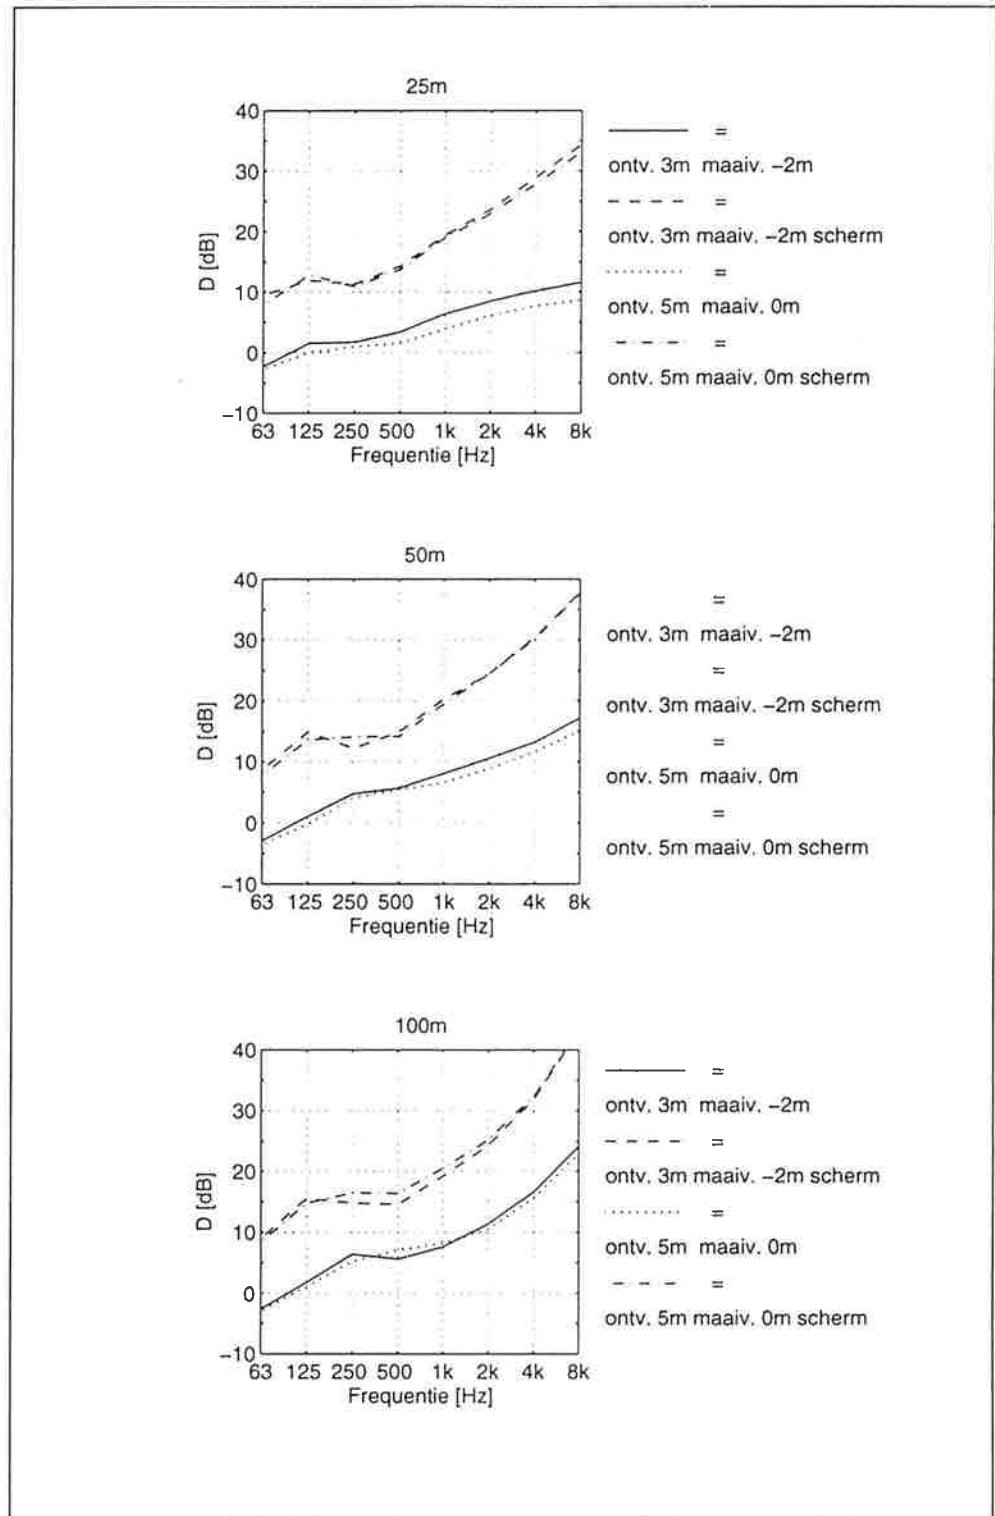 25m
40
30
20
10
0
−10
D [dB]
63 125 250 500 1k 2k 4k 8k
Frequentie [Hz]
=
ontv. 3m maaiv. −2m
=
ontv. 3m maaiv. −2m scherm
=
ontv. 5m maaiv. 0m
=
ontv. 5m maaiv. 0m scherm
50m
40
30
20
10
0
−10
D [dB]
63 125 250 500 1k 2k 4k 8k
Frequentie [Hz]
=
ontv. 3m maaiv. −2m
=
ontv. 3m maaiv. −2m scherm
=
ontv. 5m maaiv. 0m
=
ontv. 5m maaiv. 0m scherm
100m
40
30
20
10
0
−10
D [dB]
63 125 250 500 1k 2k 4k 8k
Frequentie [Hz]
=
ontv. 3m maaiv. −2m
=
ontv. 3m maaiv. −2m scherm
=
ontv. 5m maaiv. 0m
=
ontv. 5m maaiv. 0m scherm